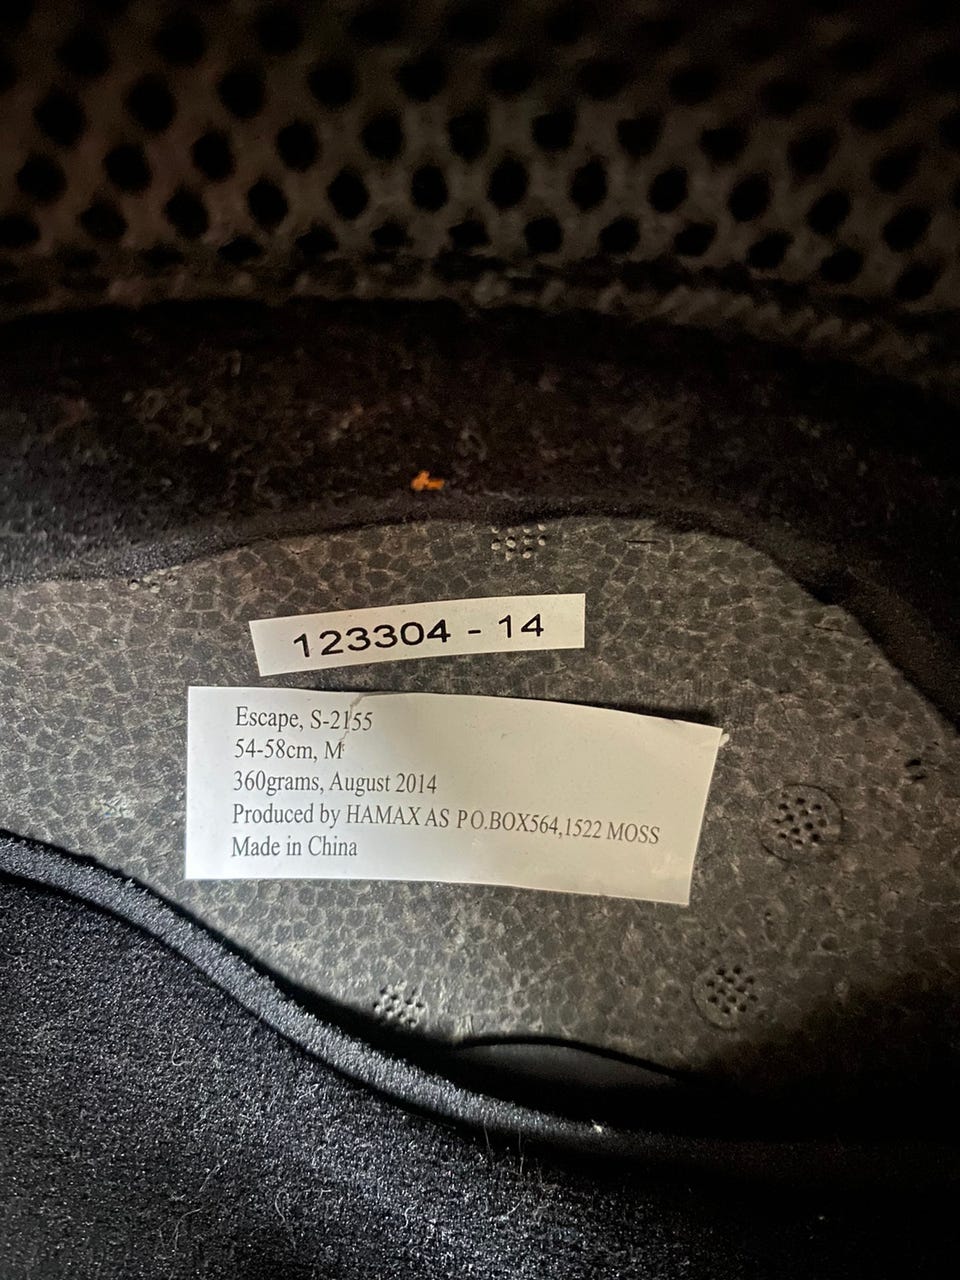 123304 - 14
Escape, S-2155
54-58cm, M
360grams, August 2014
Produced by HAMAX AS P.O.BOX564,1522 MOSS
Made in China